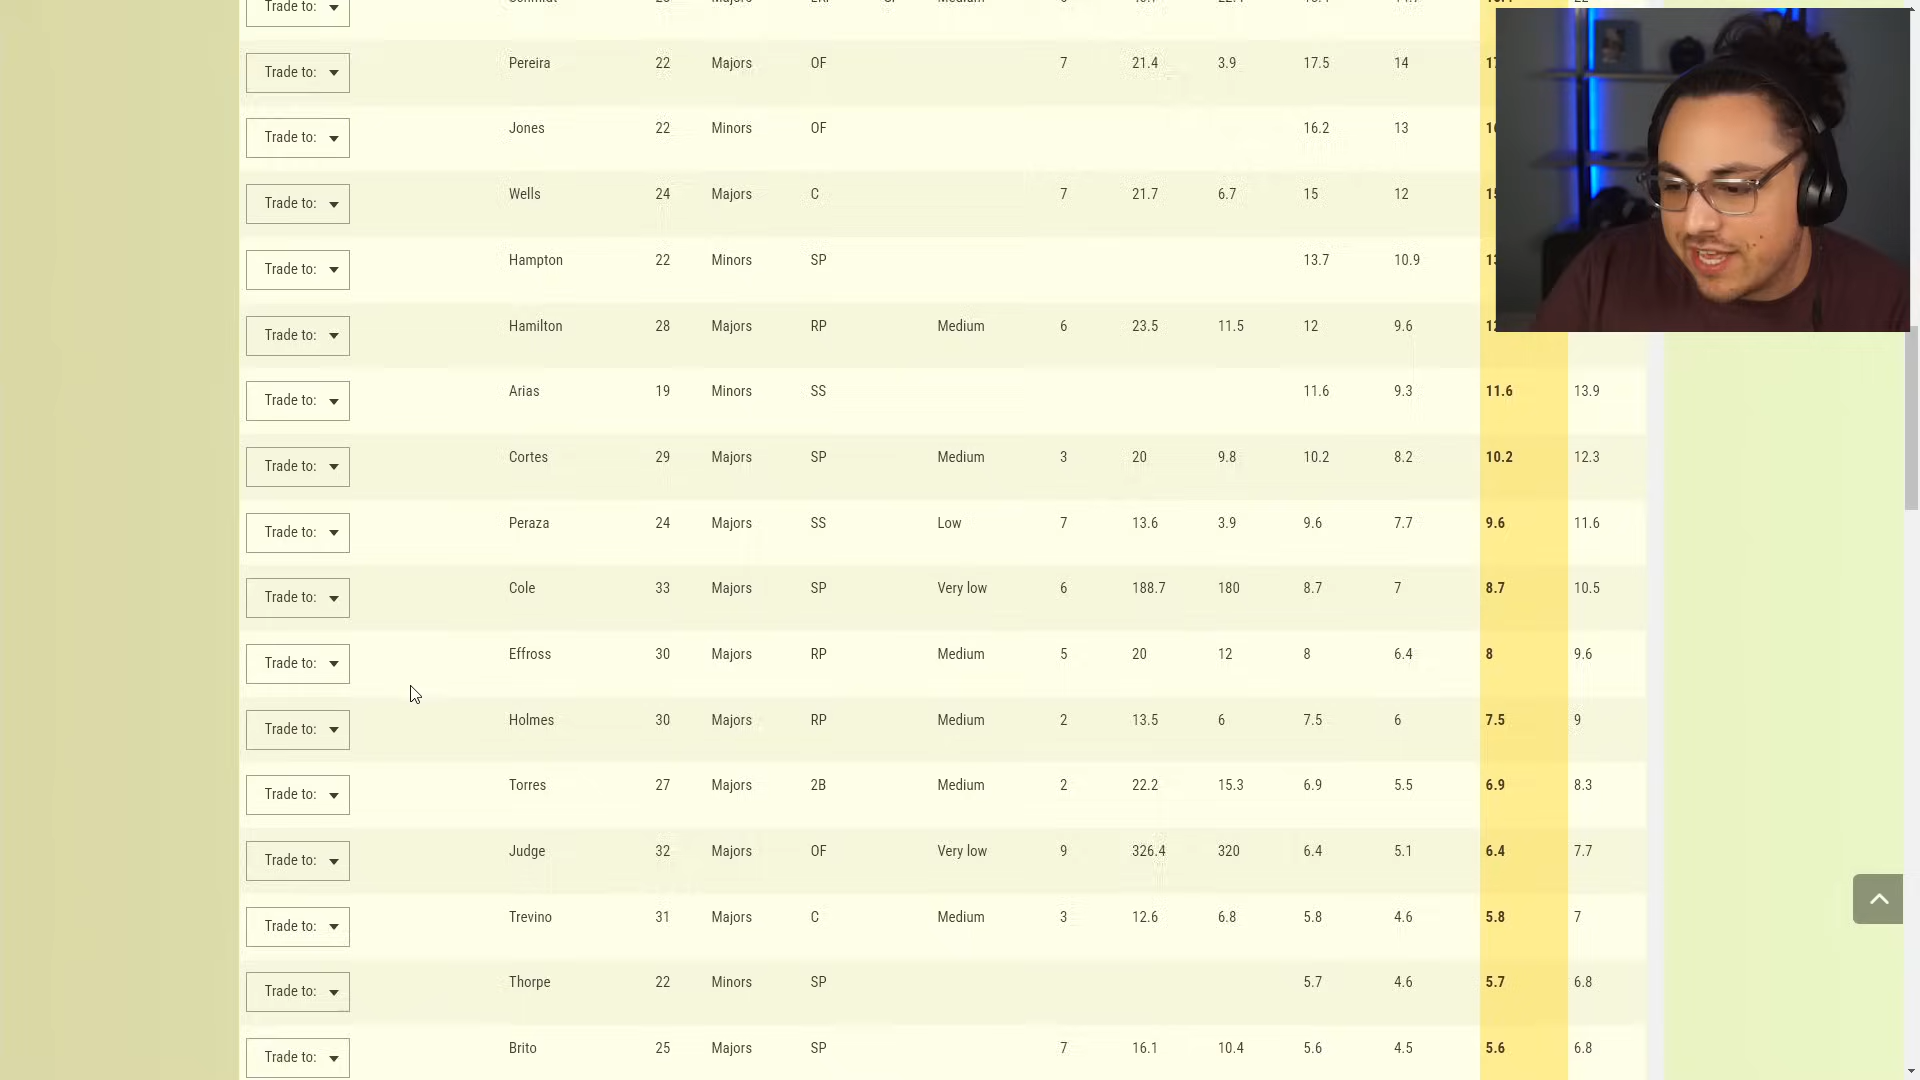 Trade to: Majors
Trade to: Pereira 22 Majors OF 7 21.4 3.9 17.5 14
Trade to: Jones 22 Minors OF 16.2 13
Trade to: Wells 24 Majors C 7 21.7 6.7 15 12
Trade to: Hampton 22 Minors SP 13.7 10.9
Trade to: Hamilton 28 Majors RP Medium 6 23.5 11.5 12 9.6
Trade to: Arias 19 Minors SS 11.6 9.3 11.6 13.9
Trade to: Cortes 29 Majors SP Medium 3 20 9.8 10.2 8.2 10.2 12.3
Trade to: Peraza 24 Majors SS Low 7 13.6 3.9 9.6 7.7 9.6 11.6
Trade to: Cole 33 Majors SP Very low 6 188.7 180 8.7 7 8.7 10.5
Trade to: Effross 30 Majors RP Medium 5 20 12 8 6.4 8 9.6
Trade to: Holmes 30 Majors RP Medium 2 13.5 6 7.5 6 7.5 9
Trade to: Torres 27 Majors 2B Medium 2 22.2 15.3 6.9 5.5 6.9 8.3
Trade to: Judge 32 Majors OF Very low 9 326.4 320 6.4 5.1 6.4 7.7
Trade to: Trevino 31 Majors C Medium 3 12.6 6.8 5.8 4.6 5.8 7
Trade to: Thorpe 22 Minors SP 5.7 4.6 5.7 6.8
Trade to: Brito 25 Majors SP 7 16.1 10.4 5.6 4.5 5.6 6.8